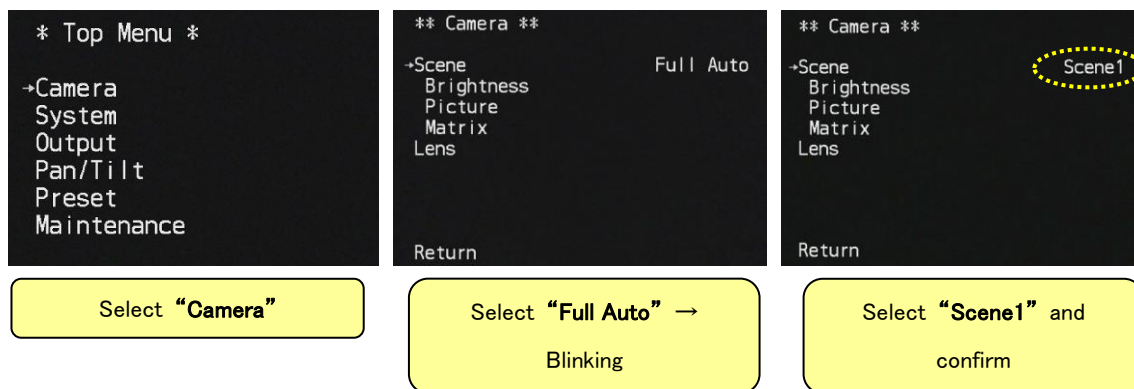 * Top Menu *
→Camera
System
Output
Pan/Tilt
Preset
Maintenance
Select “Camera”
** Camera **
→Scene Full Auto
Brightness
Picture
Matrix
Lens
Return
Select “Full Auto” →
Blinking
** Camera **
→Scene Scene1
Brightness
Picture
Matrix
Lens
Return
Select “Scene1” and
confirm